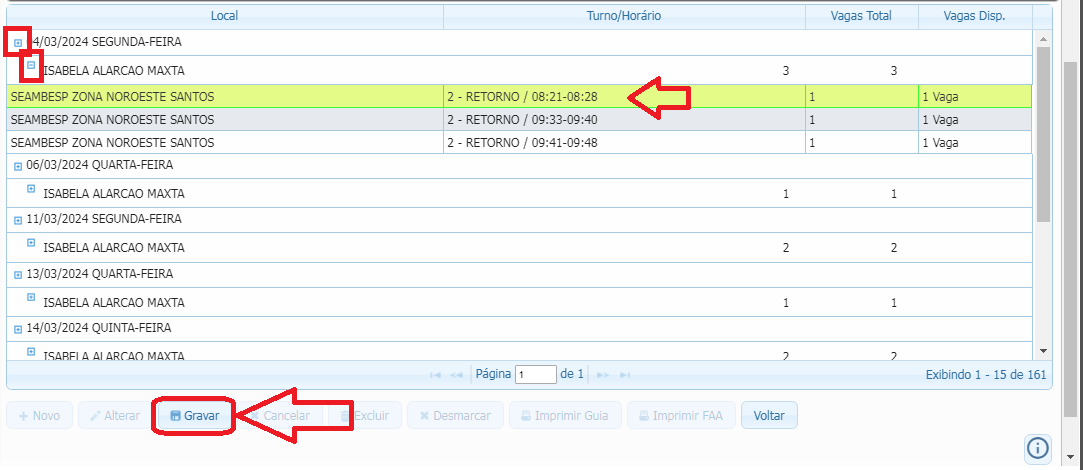 Local Turno/Horário Vagas Total Vagas Disp.
4/03/2024 SEGUNDA-FEIRA
ISABELA ALARCAO MAXTA 3 3
SEAMBESP ZONA NOROESTE SANTOS 2 - RETORNO / 08:21-08:28 1 1 Vaga
SEAMBESP ZONA NOROESTE SANTOS 2 - RETORNO / 09:33-09:40 1 1 Vaga
SEAMBESP ZONA NOROESTE SANTOS 2 - RETORNO / 09:41-09:48 1 1 Vaga
06/03/2024 QUARTA-FEIRA
ISABELA ALARCAO MAXTA 1 1
11/03/2024 SEGUNDA-FEIRA
ISABELA ALARCAO MAXTA 2 2
13/03/2024 QUARTA-FEIRA
ISABELA ALARCAO MAXTA 1 1
14/03/2024 QUINTA-FEIRA
ISABELA ALARCAO MAXTA 2 2
Página 1 de 1 Exibindo 1 - 15 de 161
Novo Alterar Gravar Cancelar Excluir Desmarcar Imprimir Guia Imprimir FAA Voltar